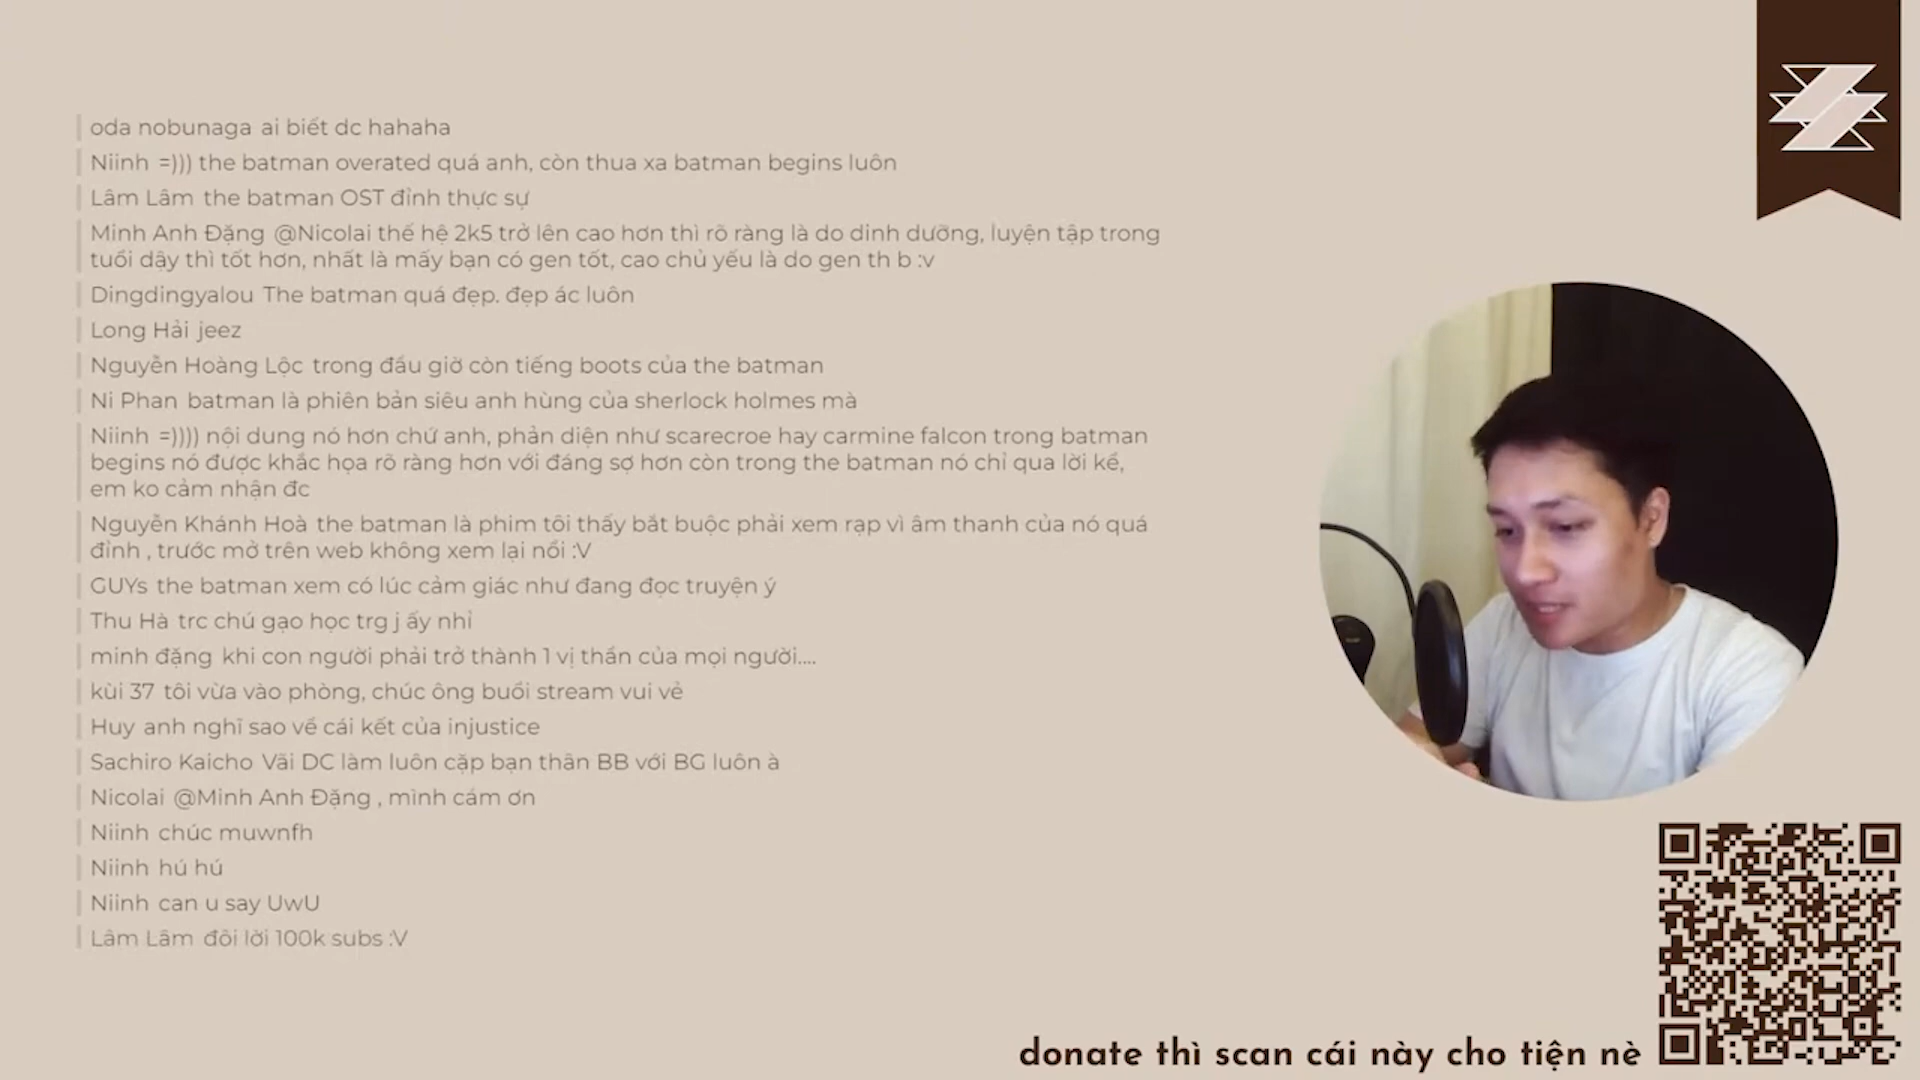 oda nobunaga ai biết dc hahaha
Niinh =))) the batman overated quá anh, còn thua xa batman begins luôn
Lâm Lâm the batman OST đỉnh thực sự
Minh Anh Đặng @Nicolai thế hệ 2k5 trở lên cao hơn thì rõ ràng là do dinh dưỡng, luyện tập trong
tuổi dậy thì tốt hơn, nhất là mấy bạn có gen tốt, cao chủ yếu là do gen th b :v
Dingdingyalou The batman quá đẹp. đẹp ác luôn
Long Hải jeez
Nguyễn Hoàng Lộc trong đầu giờ còn tiếng boots của the batman
Ni Phan batman là phiên bản siêu anh hùng của sherlock holmes mà
Niinh =)))) nội dung nó hơn chứ anh, phản diện như scarecroe hay carmine falcon trong batman
begins nó được khắc họa rõ ràng hơn với đáng sợ hơn còn trong the batman nó chỉ qua lời kể,
em ko cảm nhận đc
Nguyễn Khánh Hoà the batman là phim tôi thấy bắt buộc phải xem rạp vì âm thanh của nó quá
đỉnh , trước mở trên web không xem lại nổi :V
GUYs the batman xem có lúc cảm giác như đang đọc truyện ý
Thu Hà trc chú gạo học trg j ấy nhỉ
minh đặng khi con người phải trở thành 1 vị thần của mọi người....
kùi 37 tôi vừa vào phòng, chúc ông buổi stream vui vẻ
Huy anh nghĩ sao về cái kết của injustice
Sachiro Kaicho Vãi DC làm luôn cặp bạn thân BB với BG luôn à
Nicolai @Minh Anh Đặng , mình cám ơn
Niinh chúc muwnfh
Niinh hú hú
Niinh can u say UwU
Lâm Lâm đôi lời 100k subs :V
donate thì scan cái này cho tiện nè